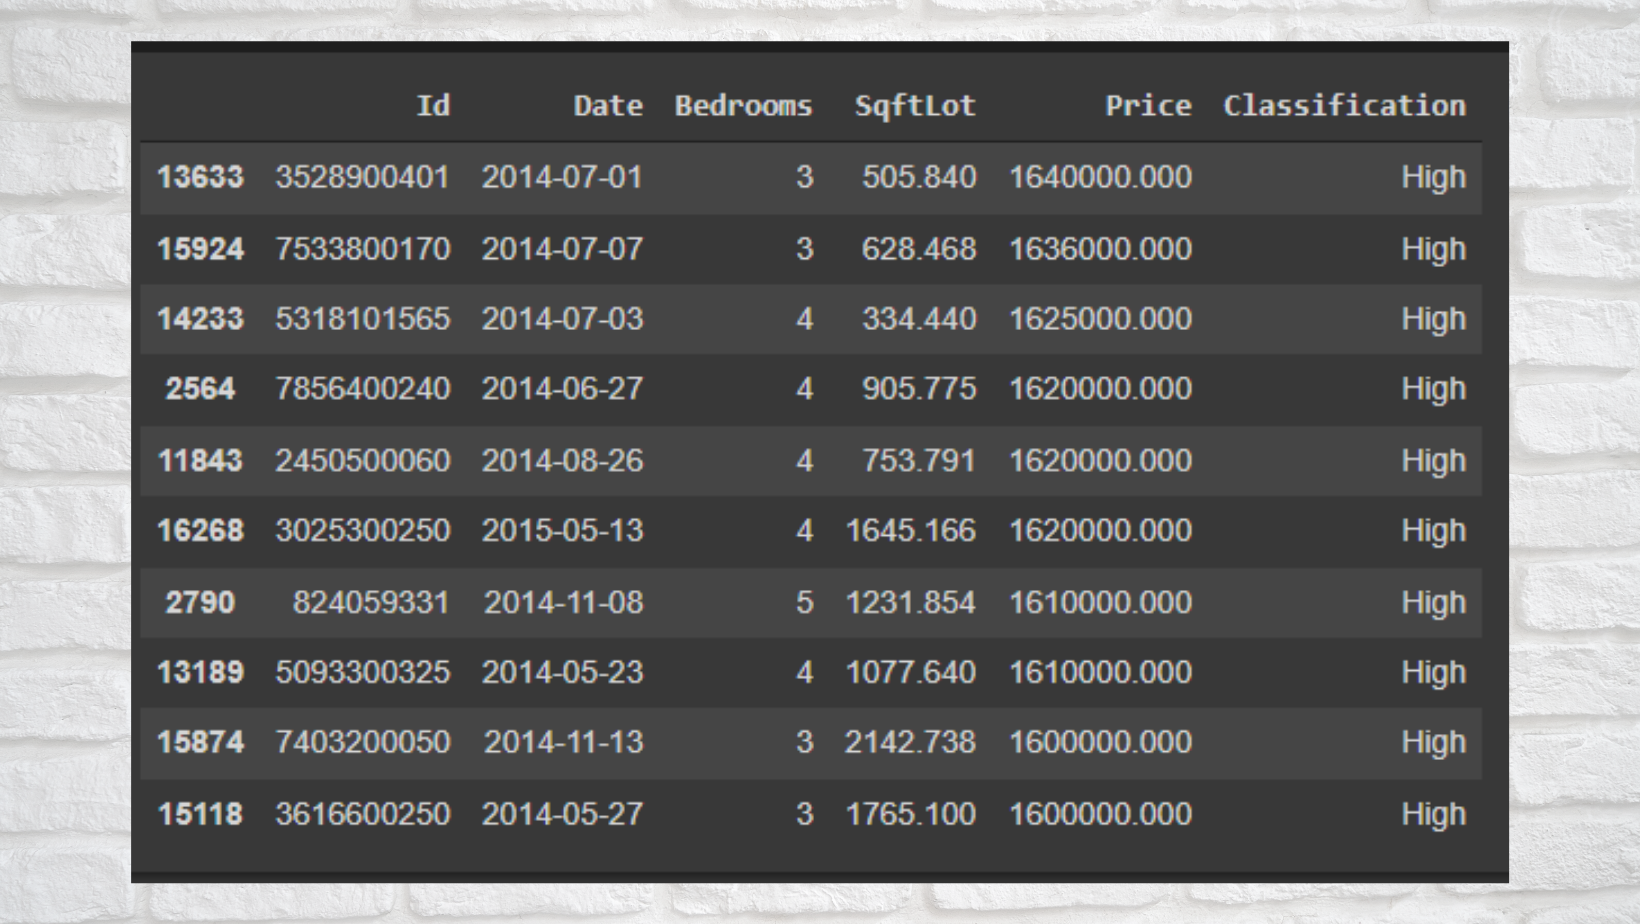 Id Date Bedrooms SqftLot Price Classification
13633 3528900401 2014-07-01 3 505.840 1640000.000 High
15924 7533800170 2014-07-07 3 628.468 1636000.000 High
14233 5318101565 2014-07-03 4 334.440 1625000.000 High
2564 7856400240 2014-06-27 4 905.775 1620000.000 High
11843 2450500060 2014-08-26 4 753.791 1620000.000 High
16268 3025300250 2015-05-13 4 1645.166 1620000.000 High
2790 824059331 2014-11-08 5 1231.854 1610000.000 High
13189 5093300325 2014-05-23 4 1077.640 1610000.000 High
15874 7403200050 2014-11-13 3 2142.738 1600000.000 High
15118 3616600250 2014-05-27 3 1765.100 1600000.000 High